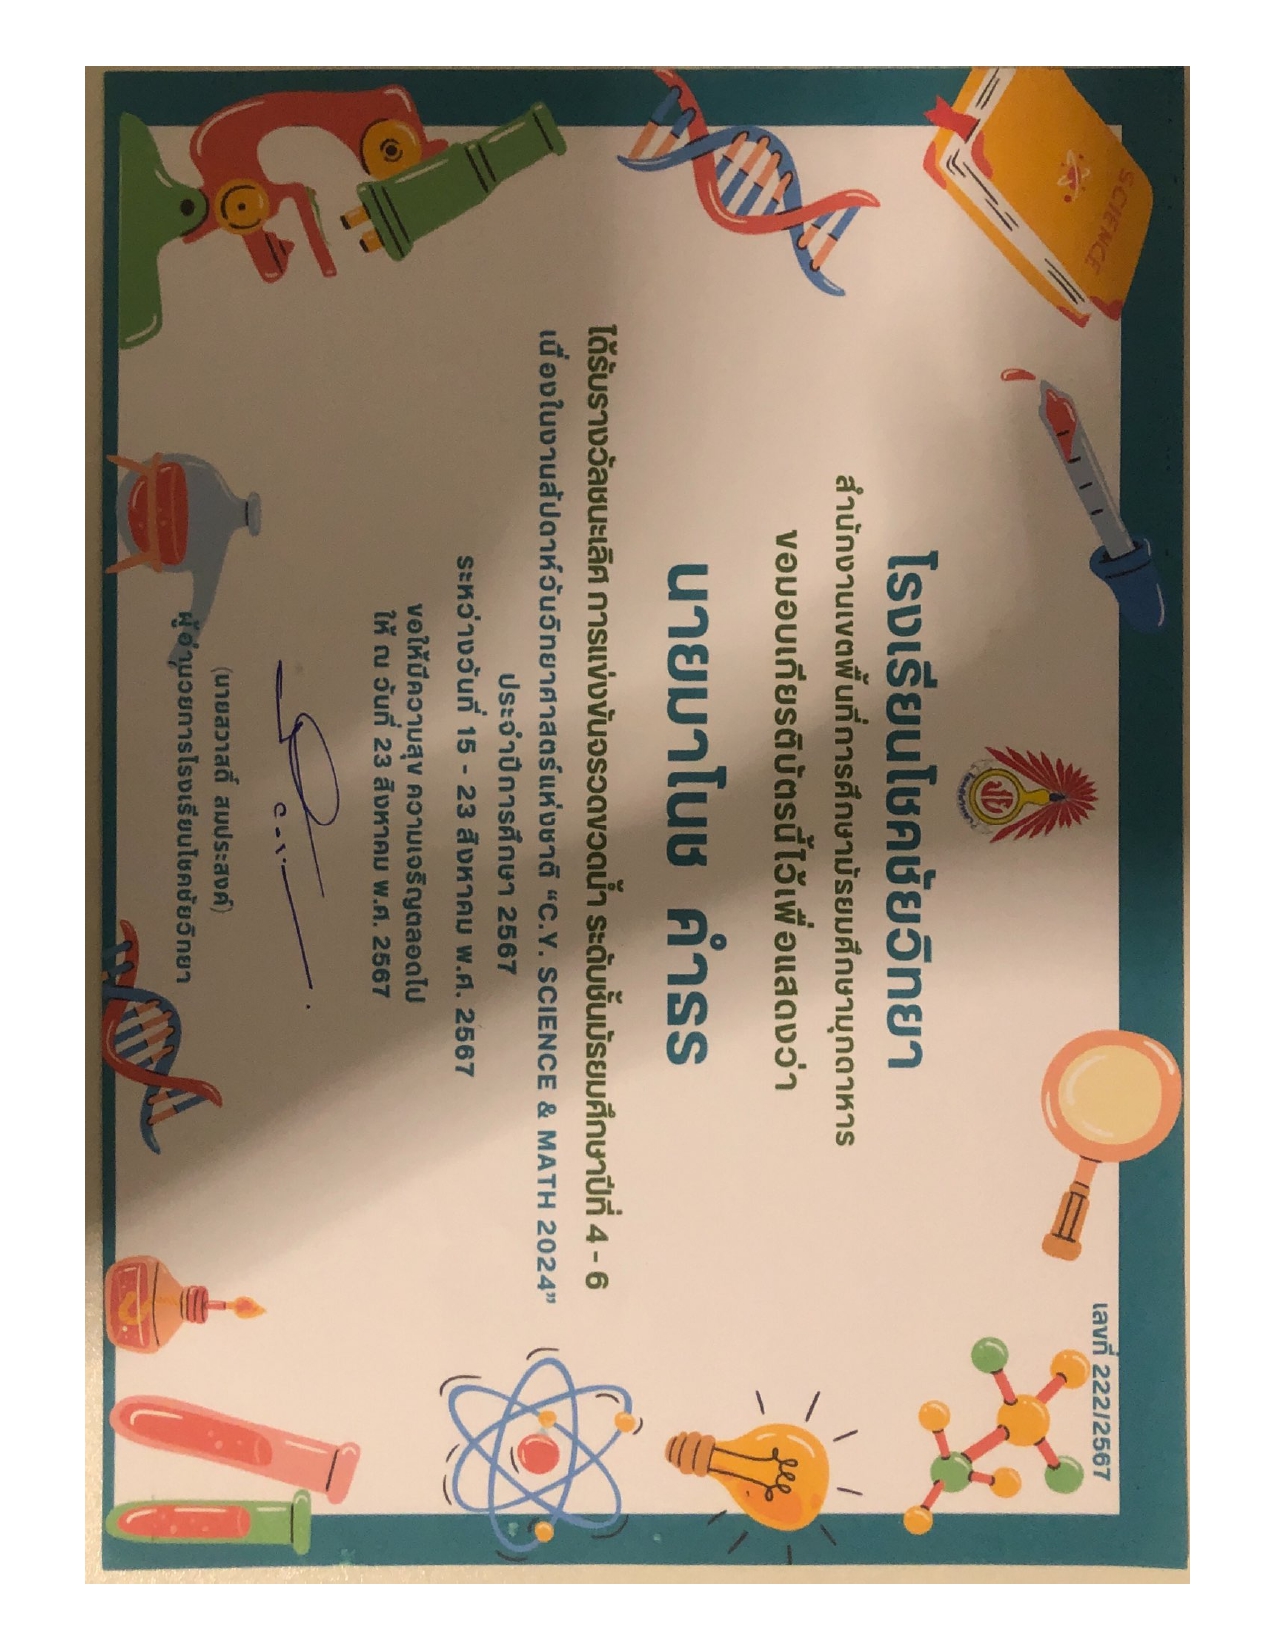 เลขที่ 222/2567
SCIENCE
โรงเรียนโชคชัยวิทยา
สำนักงานเขตพื้นที่การศึกษามัธยมศึกษามุกดาหาร
ขอมอบเกียรติบัตรนี้ไว้เพื่อแสดงว่า
นายมาโนช คำธร
ได้รับรางวัลชนะเลิศ การแข่งขันจรวดขวดน้ำ ระดับชั้นมัธยมศึกษาปีที่ 4 - 6
เนื่องในงานสัปดาห์วันวิทยาศาสตร์แห่งชาติ “C.Y. SCIENCE & MATH 2024”
ประจำปีการศึกษา 2567
ระหว่างวันที่ 15 - 23 สิงหาคม พ.ศ. 2567
ขอให้มีความสุข ความเจริญตลอดไป
ให้ ณ วันที่ 23 สิงหาคม พ.ศ. 2567
(นายสวาสดิ์ สมประสงค์)
ผู้อำนวยการโรงเรียนโชคชัยวิทยา